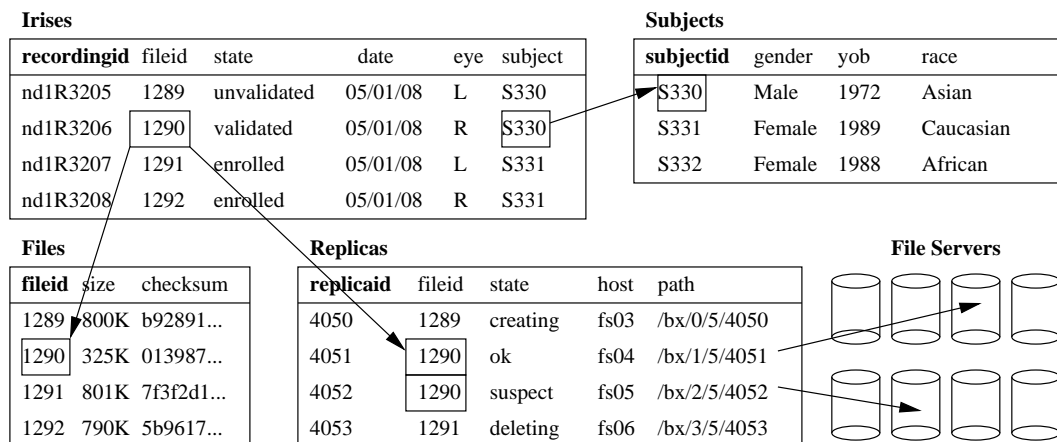 Irises
recordingid fileid state date eye subject
nd1R3205 1289 unvalidated 05/01/08 L S330
nd1R3206 1290 validated 05/01/08 R S330
nd1R3207 1291 enrolled 05/01/08 L S331
nd1R3208 1292 enrolled 05/01/08 R S331
Subjects
subjectid gender yob race
S330 Male 1972 Asian
S331 Female 1989 Caucasian
S332 Female 1988 African
Files
fileid size checksum
1289 800K b92891...
1290 325K 013987...
1291 801K 7f3f2d1...
1292 790K 5b9617...
Replicas
replicaid fileid state host path
4050 1289 creating fs03 /bx/0/5/4050
4051 1290 ok fs04 /bx/1/5/4051
4052 1290 suspect fs05 /bx/2/5/4052
4053 1291 deleting fs06 /bx/3/5/4053
File Servers